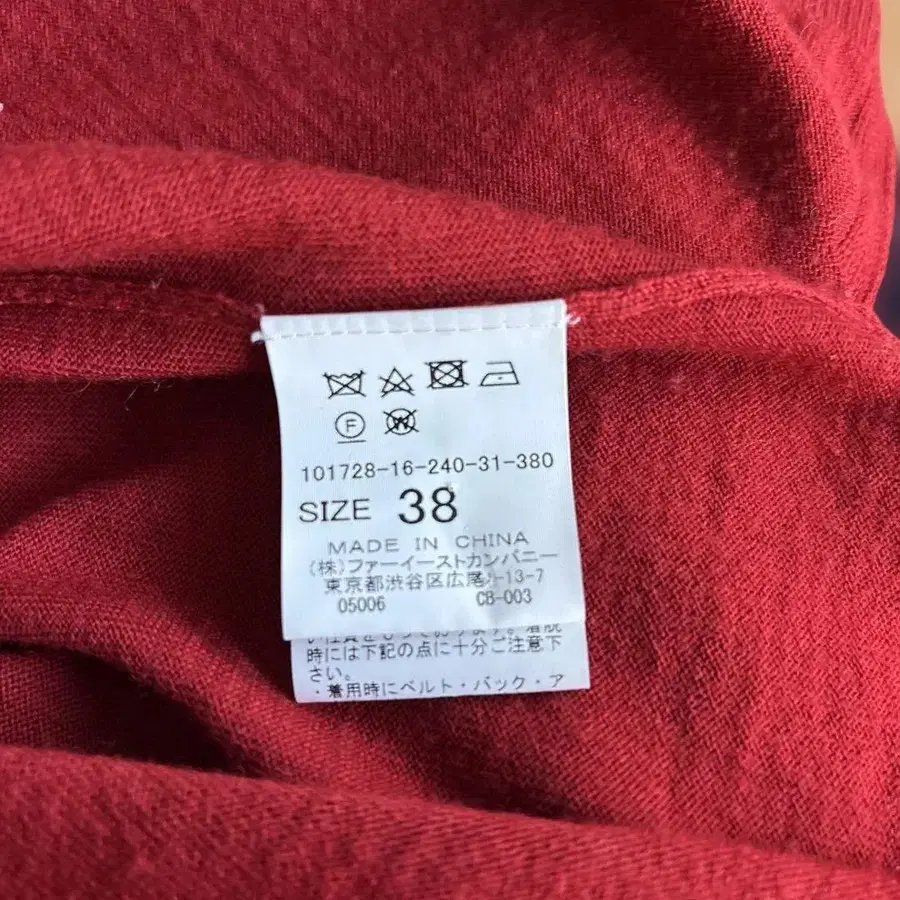 F
W
101728-16-240-31-380
SIZE 38
MADE IN CHINA
(株)ファーイーストカンパニー
東京都渋谷区広尾 -13-7
05006 CB-003
時には下記の点に十分ご注意下
さい。
・着用時にベルト・バック・ア